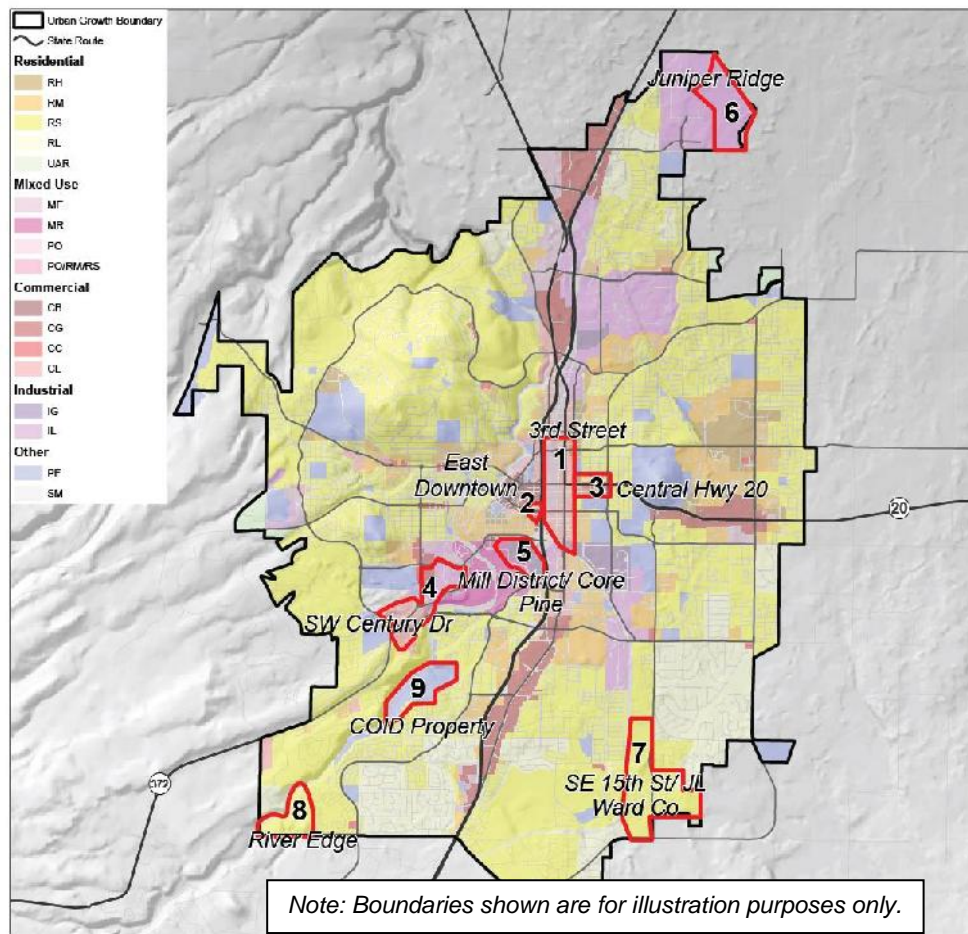 Urban Growth Boundary
State Route
Residential
RH
RM
RS
RL
UAR
Mixed Use
ME
MR
PO
PO/RM/RS
Commercial
CB
CG
CC
CL
Industrial
IG
IL
Other
PF
SM
Juniper Ridge
6
3rd Street
1
East
Downtown
2
3
Central Hwy 20
20
5
4
Mill District/ Core
Pine
SW Century Dr
9
COID Property
7
SE 15th St/ JL
Ward Co
372
8
River Edge
Note: Boundaries shown are for illustration purposes only.